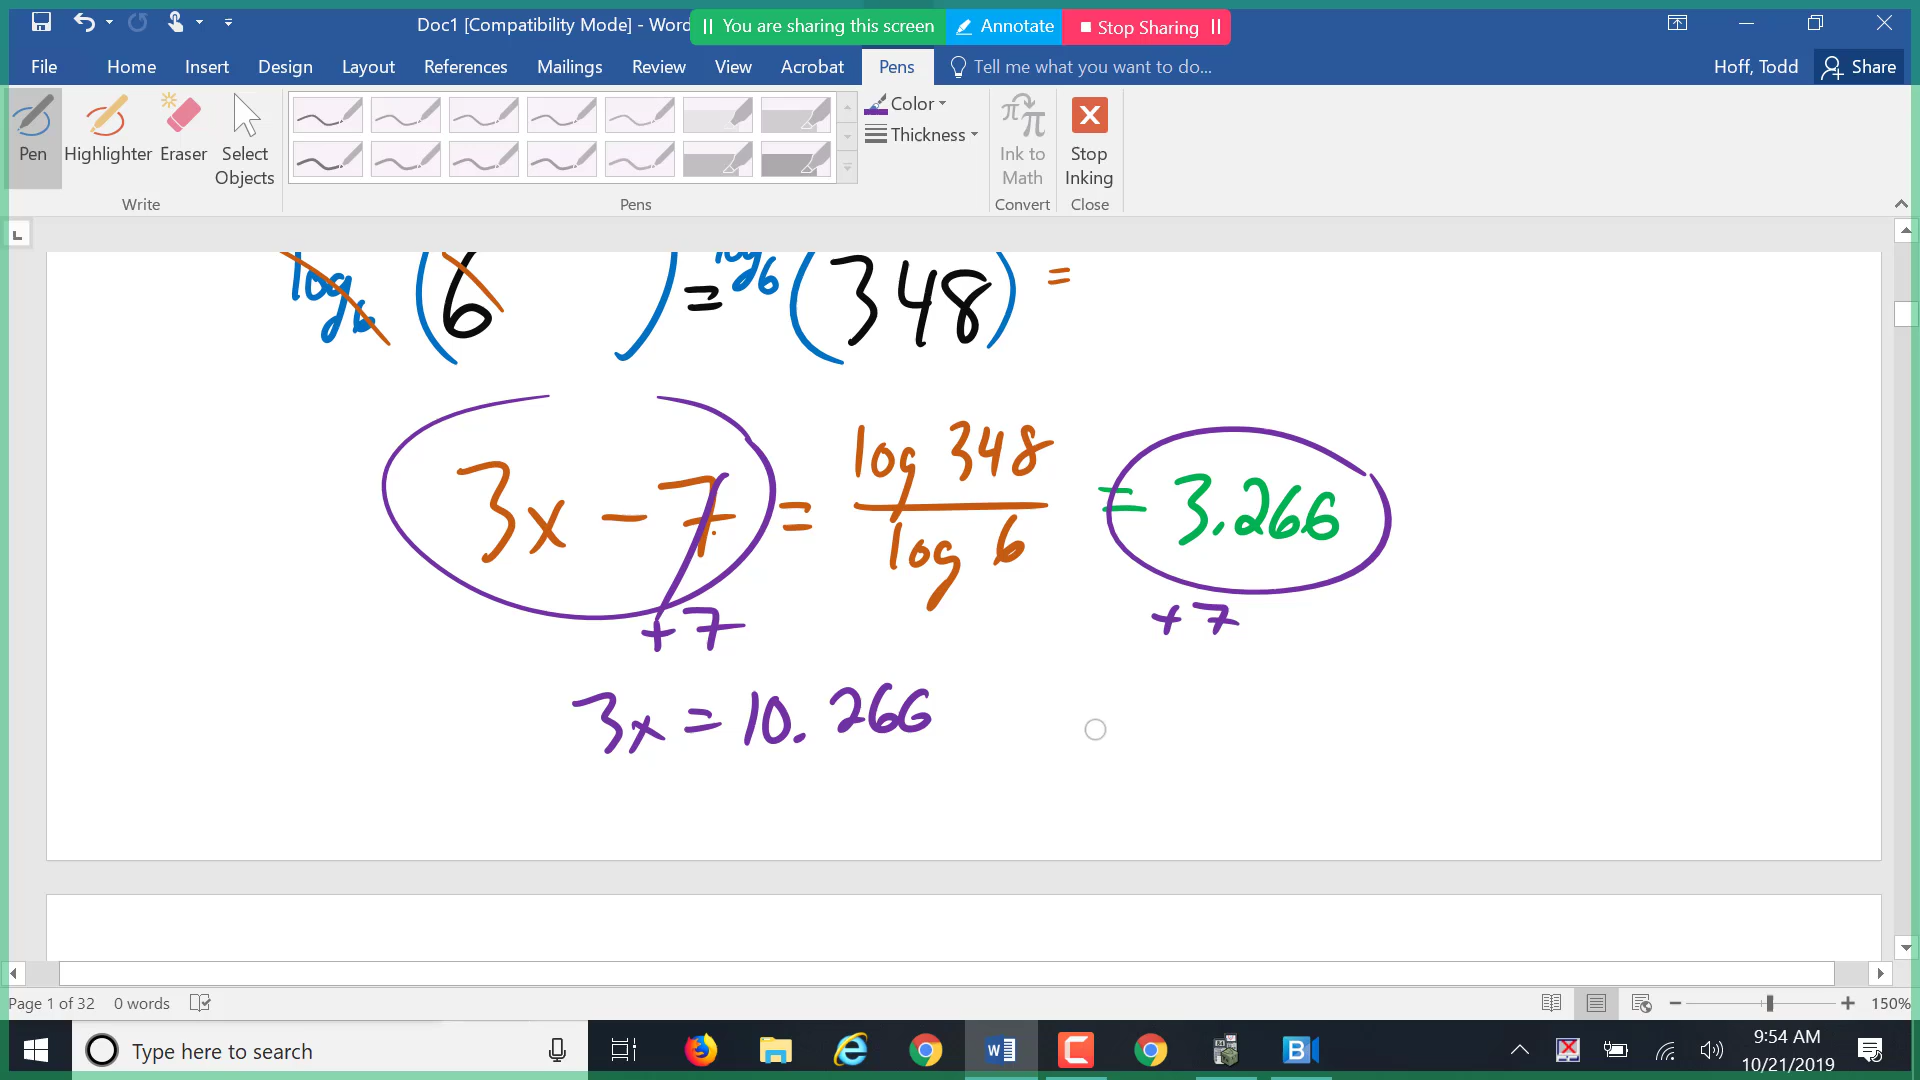 Doc1 [Compatibility Mode] - Word
You are sharing this screen
Annotate
Stop Sharing
File Home Insert Design Layout References Mailings Review View Acrobat Pens Tell me what you want to do... Hoff, Todd Share
Pen Highlighter Eraser Select Objects
Color
Thickness
Ink to Math
Stop Inking
Write Pens Convert Close
log6 (6 ) = log6 (348) =
3x - 7 = log 348 / log 6 = 3.266
+7 +7
3x = 10.266
Page 1 of 32 0 words 150%
Type here to search
9:54 AM
10/21/2019